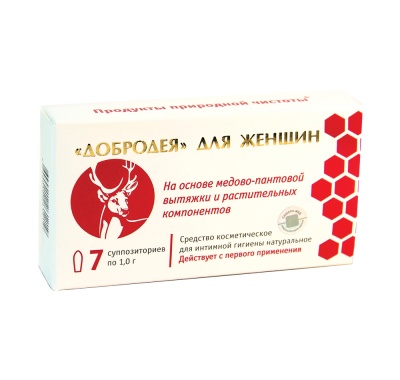 Продукты природной чистоты®
«ДОБРОДЕЯ» ДЛЯ ЖЕНЩИН
На основе медово-пантовой
вытяжки и растительных
компонентов
7 суппозиториев
по 1,0 г
Средство косметическое
для интимной гигиены натуральное
Действует с первого применения